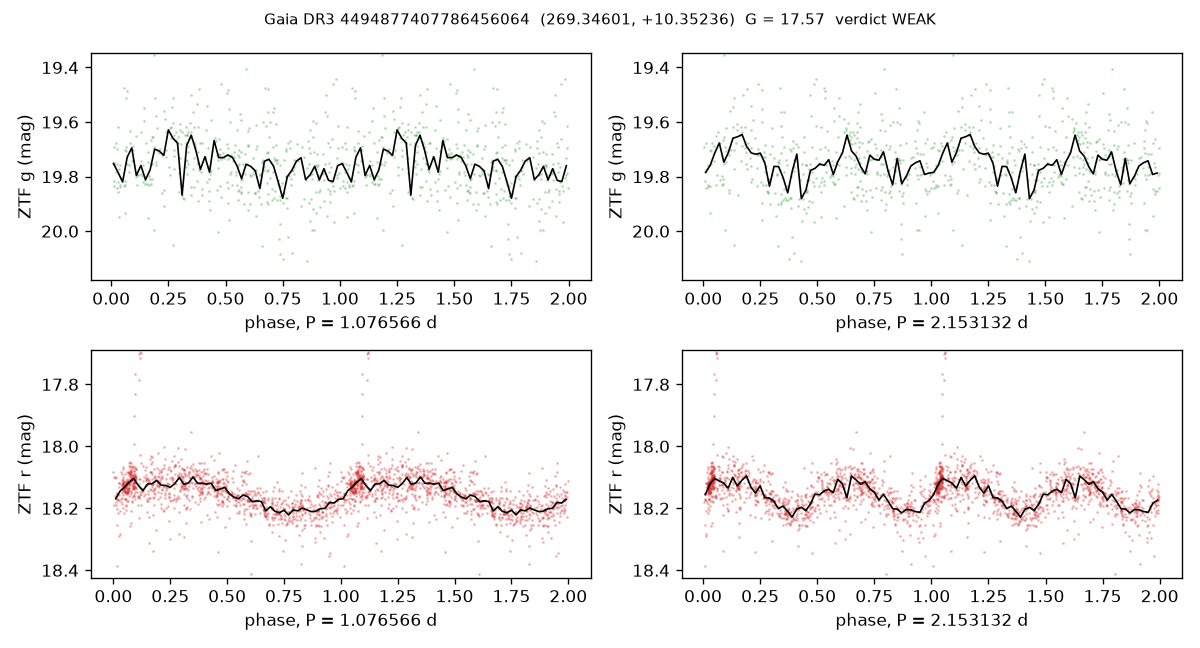 Gaia DR3 4494877407786456064  (269.34601, +10.35236)  G = 17.57  verdict WEAK
ZTF g (mag)
19.4
19.6
19.8
20.0
0.00 0.25 0.50 0.75 1.00 1.25 1.50 1.75 2.00
phase, P = 1.076566 d
ZTF g (mag)
19.4
19.6
19.8
20.0
0.00 0.25 0.50 0.75 1.00 1.25 1.50 1.75 2.00
phase, P = 2.153132 d
ZTF r (mag)
17.8
18.0
18.2
18.4
0.00 0.25 0.50 0.75 1.00 1.25 1.50 1.75 2.00
phase, P = 1.076566 d
ZTF r (mag)
17.8
18.0
18.2
18.4
0.00 0.25 0.50 0.75 1.00 1.25 1.50 1.75 2.00
phase, P = 2.153132 d